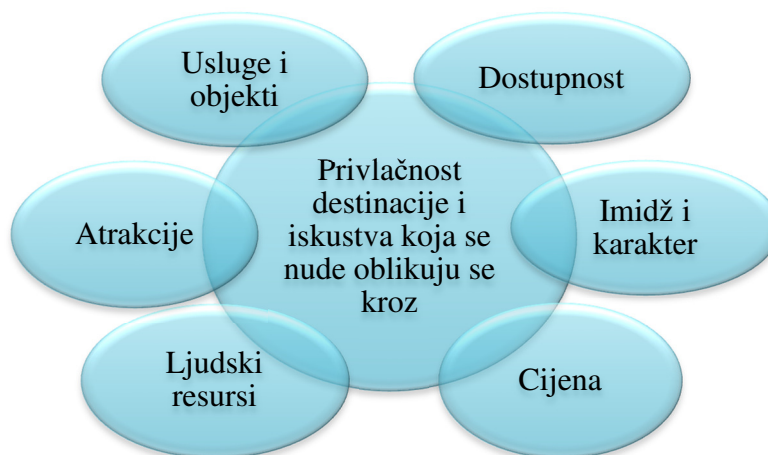 Usluge i
objekti
Dostupnost
Privlačnost
destinacije i
iskustva koja se
nude oblikuju se
kroz
Atrakcije
Imidž i
karakter
Ljudski
resursi
Cijena